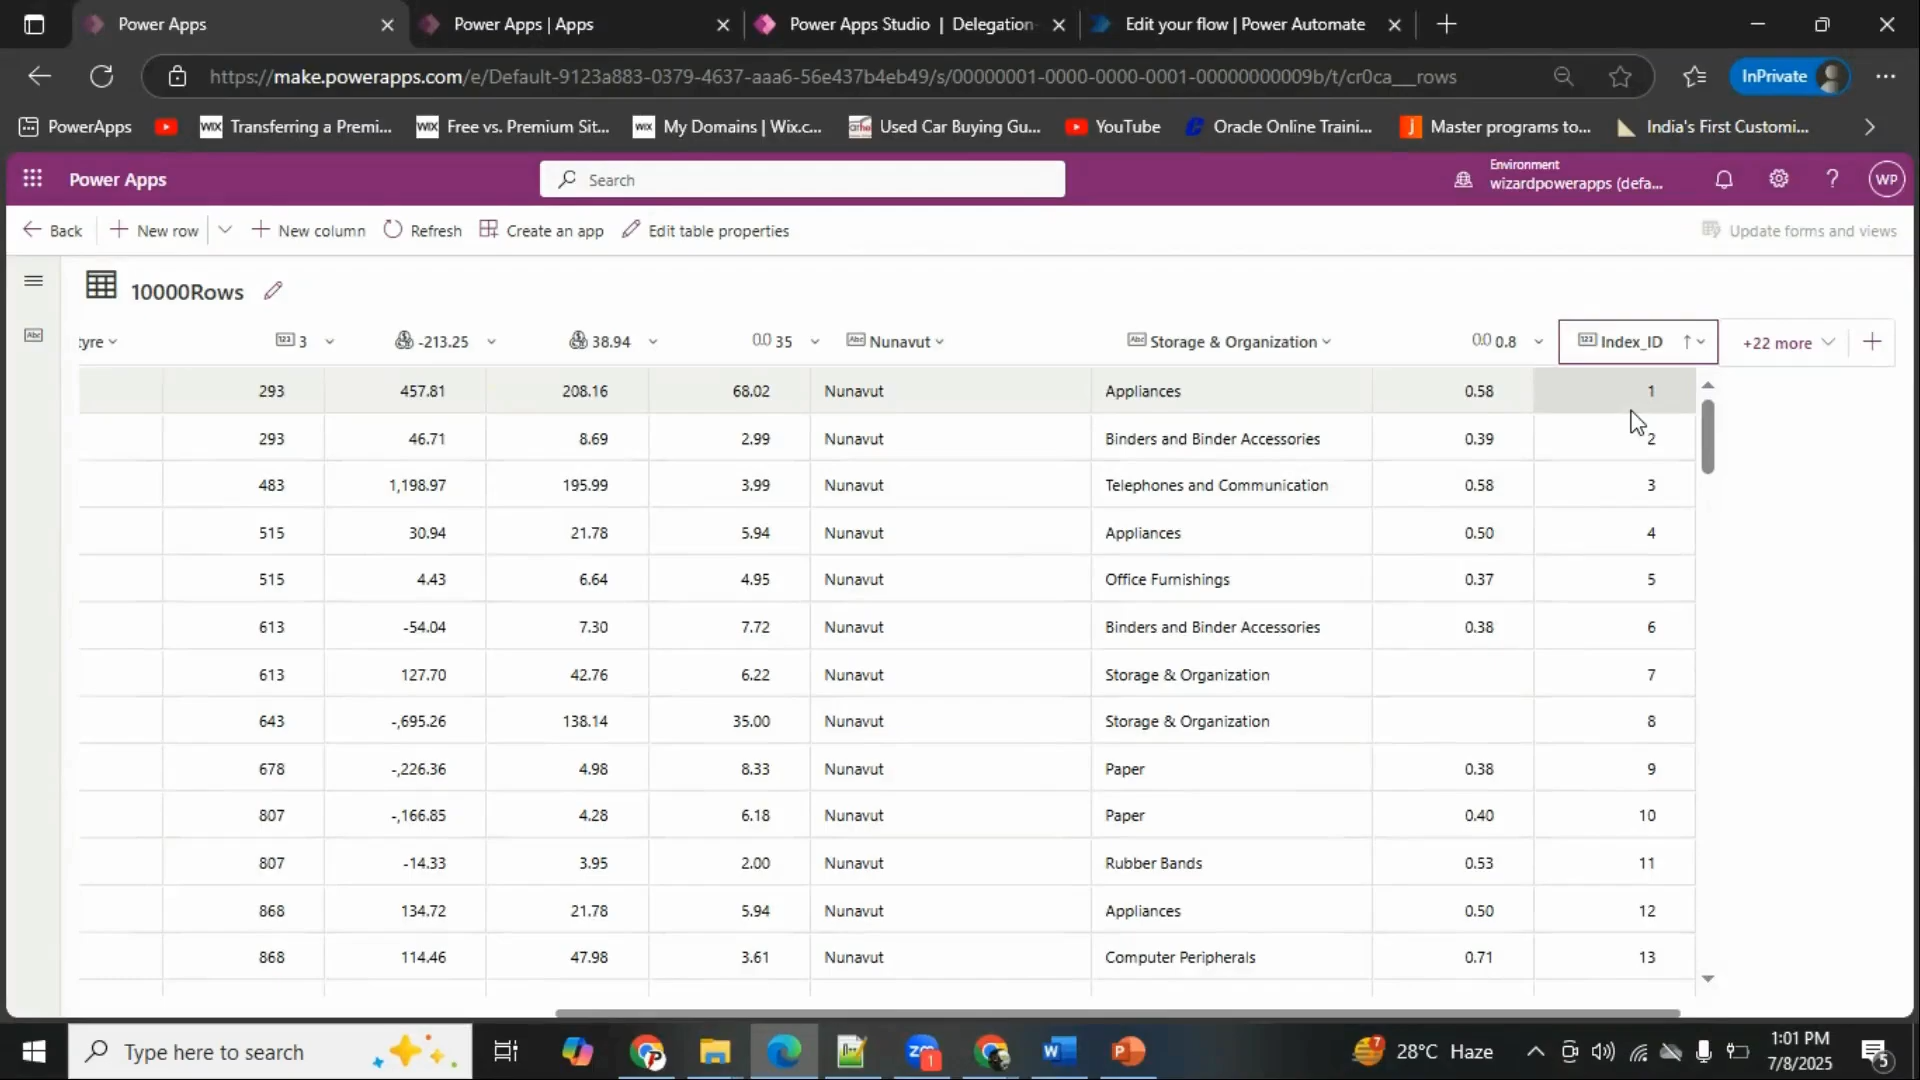 Power Apps
Power Apps | Apps
Power Apps Studio | Delegation
Edit your flow | Power Automate
https://make.powerapps.com/e/Default-9123a883-0379-4637-aaa6-56e437b4eb49/s/00000001-0000-0000-0001-00000000009b/t/cr0ca__rows
InPrivate
PowerApps
WIX Transferring a Premi...
WIX Free vs. Premium Sit...
WIX My Domains | Wix.c...
Used Car Buying Gu...
YouTube
Oracle Online Traini...
Master programs to...
India's First Customi...
Power Apps
Search
Environment
wizardpowerapps (defa...
WP
Back
New row
New column
Refresh
Create an app
Edit table properties
Update forms and views
10000Rows
tyre 3 -213.25 38.94 35 Nunavut Storage & Organization 0.8 Index_ID +22 more
293 457.81 208.16 68.02 Nunavut Appliances 0.58 1
293 46.71 8.69 2.99 Nunavut Binders and Binder Accessories 0.39 2
483 1,198.97 195.99 3.99 Nunavut Telephones and Communication 0.58 3
515 30.94 21.78 5.94 Nunavut Appliances 0.50 4
515 4.43 6.64 4.95 Nunavut Office Furnishings 0.37 5
613 -54.04 7.30 7.72 Nunavut Binders and Binder Accessories 0.38 6
613 127.70 42.76 6.22 Nunavut Storage & Organization 7
643 -,695.26 138.14 35.00 Nunavut Storage & Organization 8
678 -,226.36 4.98 8.33 Nunavut Paper 0.38 9
807 -,166.85 4.28 6.18 Nunavut Paper 0.40 10
807 -14.33 3.95 2.00 Nunavut Rubber Bands 0.53 11
868 134.72 21.78 5.94 Nunavut Appliances 0.50 12
868 114.46 47.98 3.61 Nunavut Computer Peripherals 0.71 13
Type here to search
28°C Haze
1:01 PM
7/8/2025
5